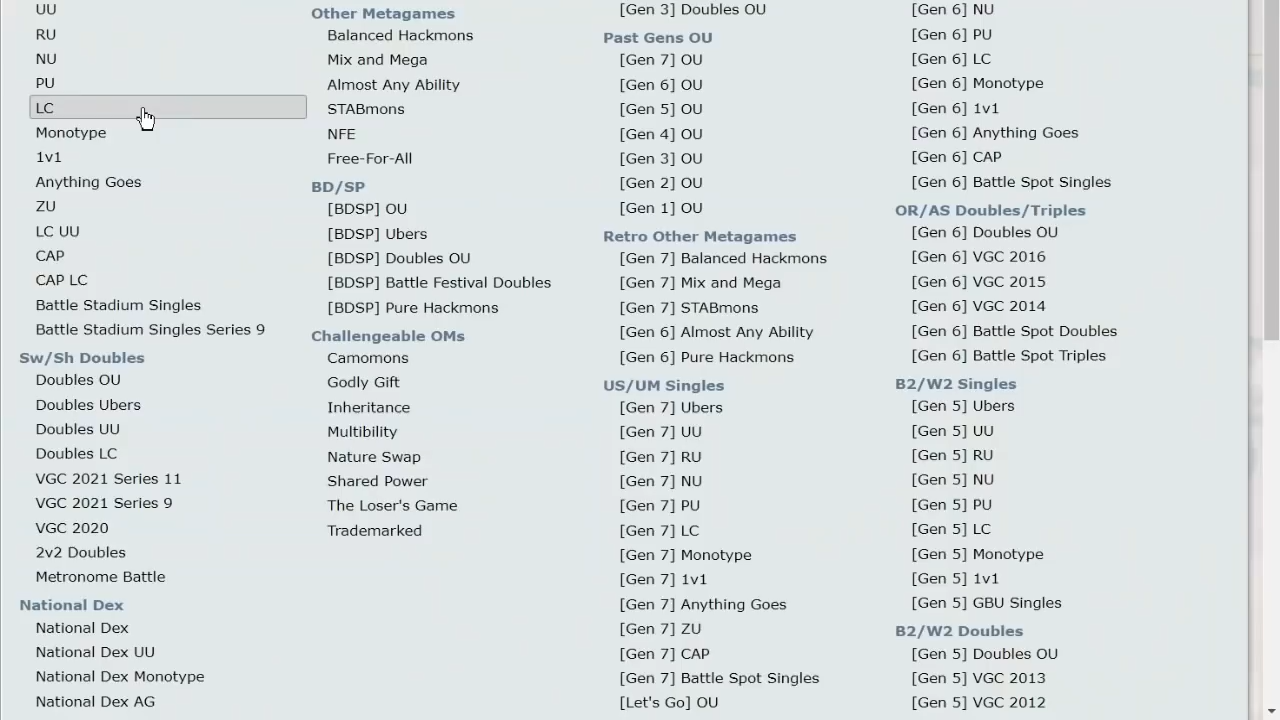 UU
RU
NU
PU
LC
Monotype
1v1
Anything Goes
ZU
LC UU
CAP
CAP LC
Battle Stadium Singles
Battle Stadium Singles Series 9
Sw/Sh Doubles
Doubles OU
Doubles Ubers
Doubles UU
Doubles LC
VGC 2021 Series 11
VGC 2021 Series 9
VGC 2020
2v2 Doubles
Metronome Battle
National Dex
National Dex
National Dex UU
National Dex Monotype
National Dex AG
Other Metagames
Balanced Hackmons
Mix and Mega
Almost Any Ability
STABmons
NFE
Free-For-All
BD/SP
[BDSP] OU
[BDSP] Ubers
[BDSP] Doubles OU
[BDSP] Battle Festival Doubles
[BDSP] Pure Hackmons
Challengeable OMs
Camomons
Godly Gift
Inheritance
Multibility
Nature Swap
Shared Power
The Loser's Game
Trademarked
[Gen 3] Doubles OU
Past Gens OU
[Gen 7] OU
[Gen 6] OU
[Gen 5] OU
[Gen 4] OU
[Gen 3] OU
[Gen 2] OU
[Gen 1] OU
Retro Other Metagames
[Gen 7] Balanced Hackmons
[Gen 7] Mix and Mega
[Gen 7] STABmons
[Gen 6] Almost Any Ability
[Gen 6] Pure Hackmons
US/UM Singles
[Gen 7] Ubers
[Gen 7] UU
[Gen 7] RU
[Gen 7] NU
[Gen 7] PU
[Gen 7] LC
[Gen 7] Monotype
[Gen 7] 1v1
[Gen 7] Anything Goes
[Gen 7] ZU
[Gen 7] CAP
[Gen 7] Battle Spot Singles
[Let's Go] OU
[Gen 6] NU
[Gen 6] PU
[Gen 6] LC
[Gen 6] Monotype
[Gen 6] 1v1
[Gen 6] Anything Goes
[Gen 6] CAP
[Gen 6] Battle Spot Singles
OR/AS Doubles/Triples
[Gen 6] Doubles OU
[Gen 6] VGC 2016
[Gen 6] VGC 2015
[Gen 6] VGC 2014
[Gen 6] Battle Spot Doubles
[Gen 6] Battle Spot Triples
B2/W2 Singles
[Gen 5] Ubers
[Gen 5] UU
[Gen 5] RU
[Gen 5] NU
[Gen 5] PU
[Gen 5] LC
[Gen 5] Monotype
[Gen 5] 1v1
[Gen 5] GBU Singles
B2/W2 Doubles
[Gen 5] Doubles OU
[Gen 5] VGC 2013
[Gen 5] VGC 2012